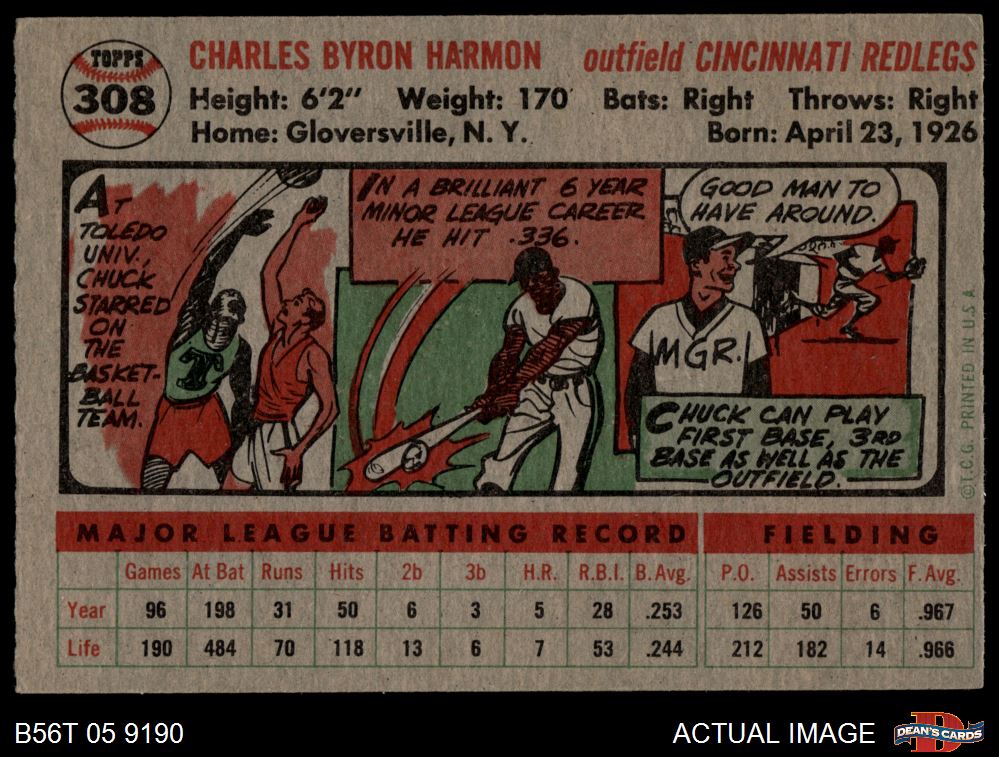 TOPPS
308
CHARLES BYRON HARMON outfield CINCINNATI REDLEGS
Height: 6'2" Weight: 170 Bats: Right Throws: Right
Home: Gloversville, N. Y. Born: April 23, 1926
AT
TOLEDO
UNIV.,
CHUCK
STARRED
ON
THE
BASKET-
BALL
TEAM.
T
IN A BRILLIANT 6 YEAR
MINOR LEAGUE CAREER
HE HIT .336.
GOOD MAN TO
HAVE AROUND.
MGR.
CHUCK CAN PLAY
FIRST BASE, 3RD
BASE AS WELL AS THE
OUTFIELD.
©T.C.G. PRINTED IN U.S.A
MAJOR LEAGUE BATTING RECORD FIELDING
Games At Bat Runs Hits 2b 3b H.R. R.B.I. B. Avg. P.O. Assists Errors F. Avg.
Year 96 198 31 50 6 3 5 28 .253 126 50 6 .967
Life 190 484 70 118 13 6 7 53 .244 212 182 14 .966
B56T 05 9190 ACTUAL IMAGE
D
DEAN'S CARDS